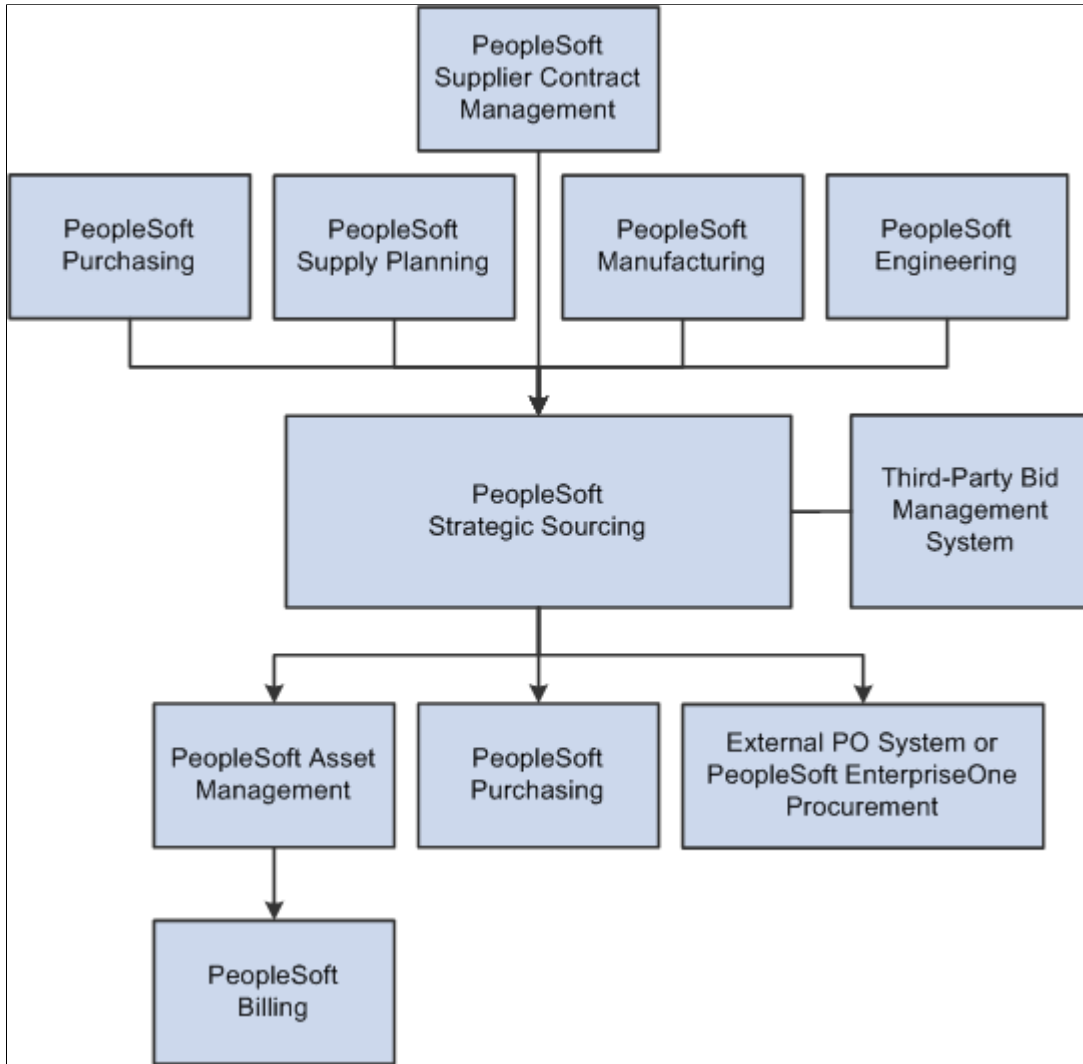 PeopleSoft
Supplier Contract
Management
PeopleSoft
Purchasing
PeopleSoft
Supply Planning
PeopleSoft
Manufacturing
PeopleSoft
Engineering
PeopleSoft
Strategic Sourcing
Third-Party Bid
Management
System
PeopleSoft Asset
Management
PeopleSoft
Purchasing
External PO System or
PeopleSoft EnterpriseOne
Procurement
PeopleSoft
Billing